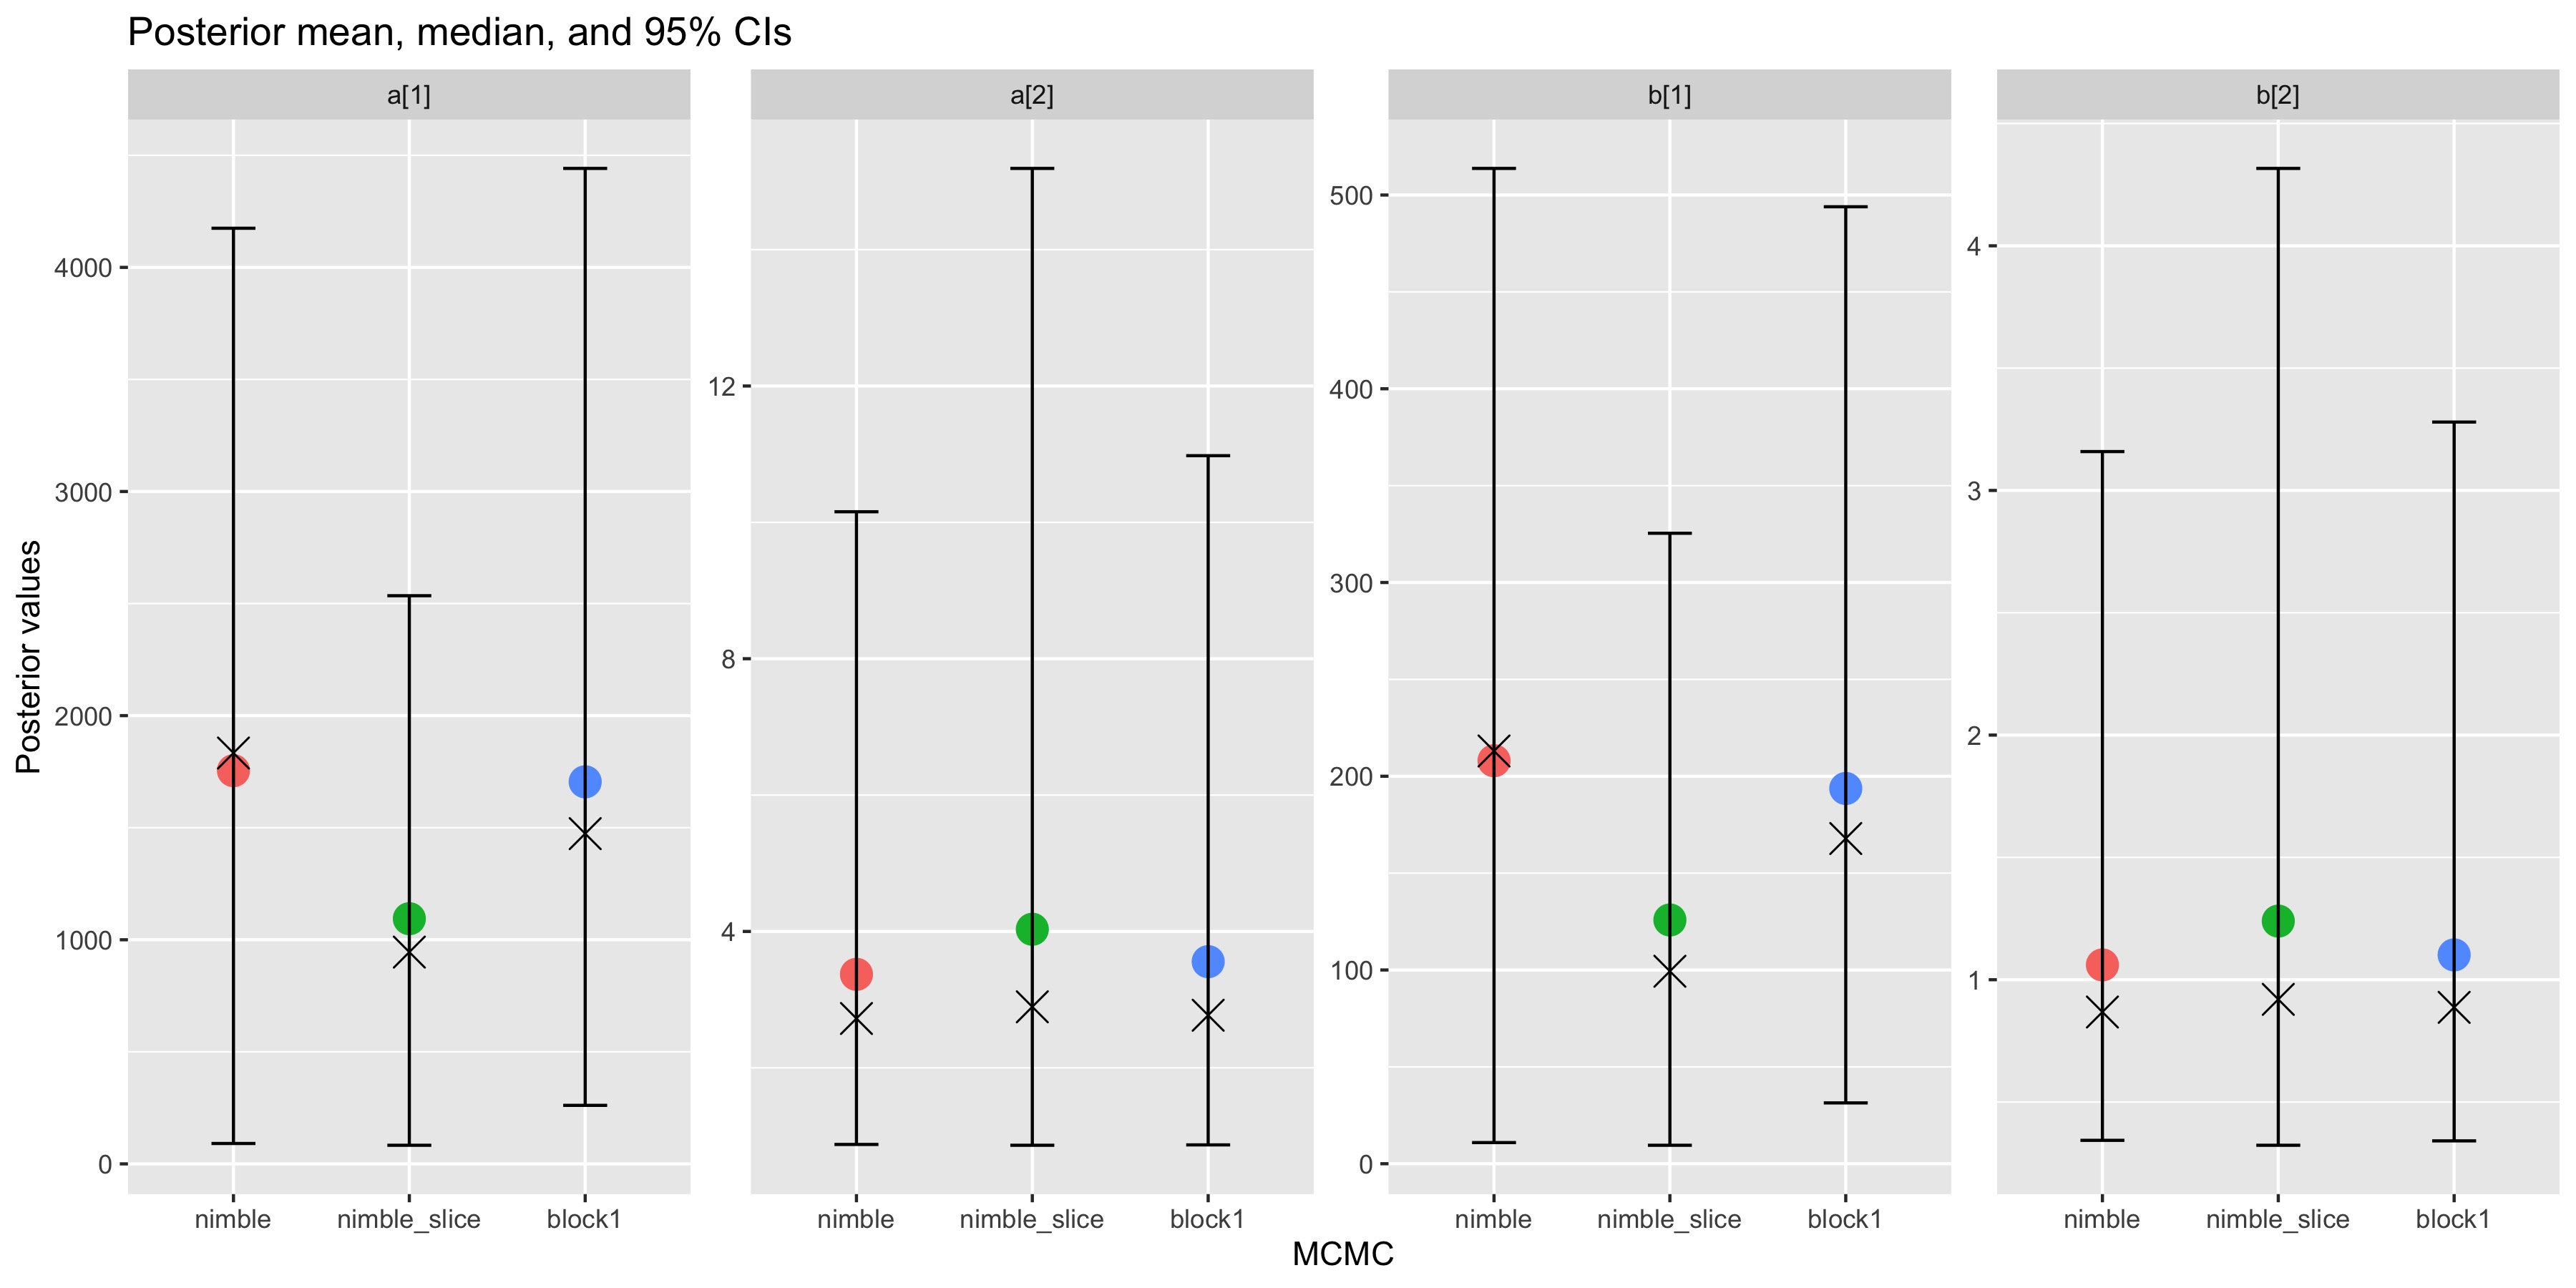 Posterior mean, median, and 95% CIs
a[1]
a[2]
b[1]
b[2]
Posterior values
4000
3000
2000
1000
0
12
8
4
500
400
300
200
100
0
4
3
2
1
nimble nimble_slice block1
nimble nimble_slice block1
nimble nimble_slice block1
nimble nimble_slice block1
MCMC